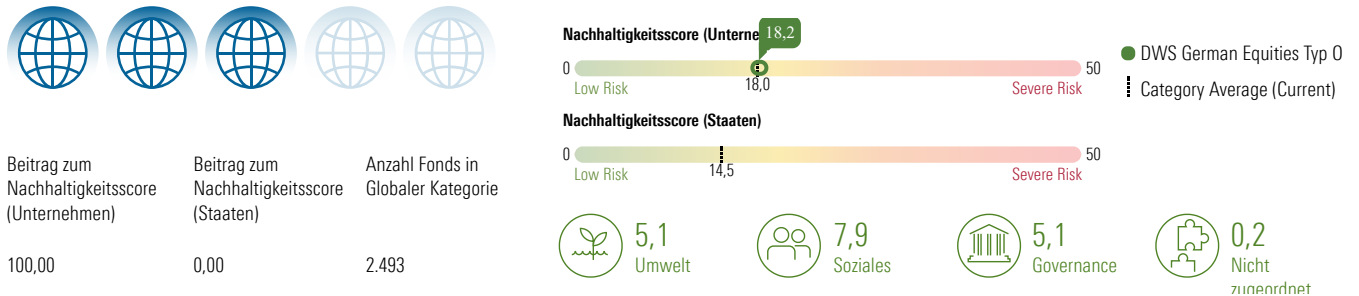 Beitrag zum
Nachhaltigkeitsscore
(Unternehmen)
100,00
Beitrag zum
Nachhaltigkeitsscore
(Staaten)
0,00
Anzahl Fonds in
Globaler Kategorie
2.493
Nachhaltigkeitsscore (Unterne
18,2
0
50
Low Risk
18,0
Severe Risk
Nachhaltigkeitsscore (Staaten)
0
50
Low Risk
14,5
Severe Risk
DWS German Equities Typ O
Category Average (Current)
5,1
Umwelt
7,9
Soziales
5,1
Governance
0,2
Nicht
zugeordnet